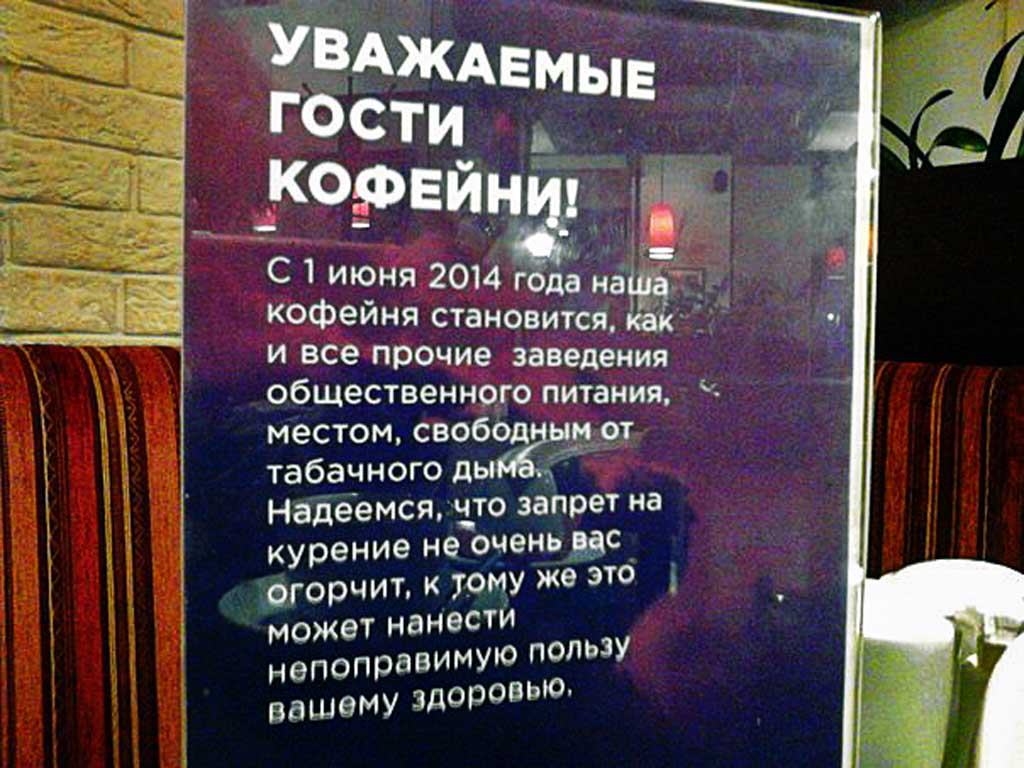 УВАЖАЕМЫЕ
ГОСТИ
КОФЕЙНИ!
С 1 июня 2014 года наша
кофейня становится, как
и все прочие заведения
общественного питания,
местом, свободным от
табачного дыма.
Надеемся, что запрет на
курение не очень вас
огорчит, к тому же это
может нанести
непоправимую пользу
вашему здоровью.